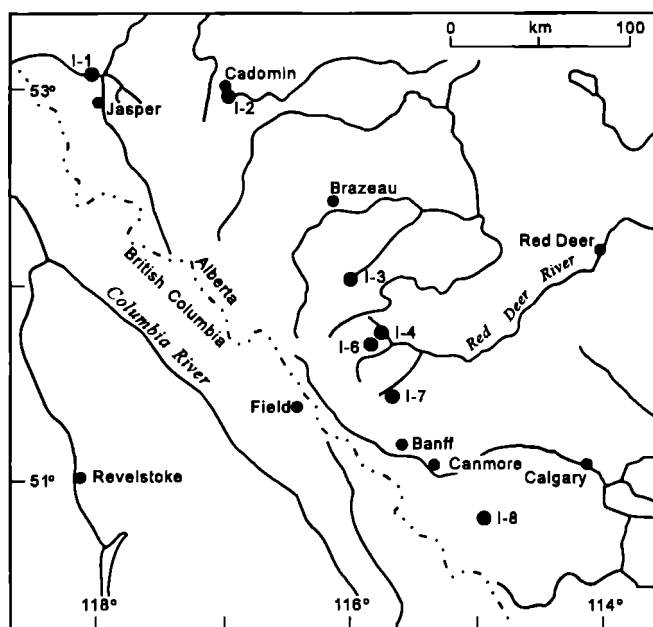 0 km 100
I-1
Cadomin
53°
Jasper
I-2
Brazeau
Red Deer
Alberta
British Columbia
Columbia River
I-3
Red Deer River
I-4
I-6
I-7
Field
Banff
Canmore
Calgary
51°
Revelstoke
I-8
118°
116°
114°